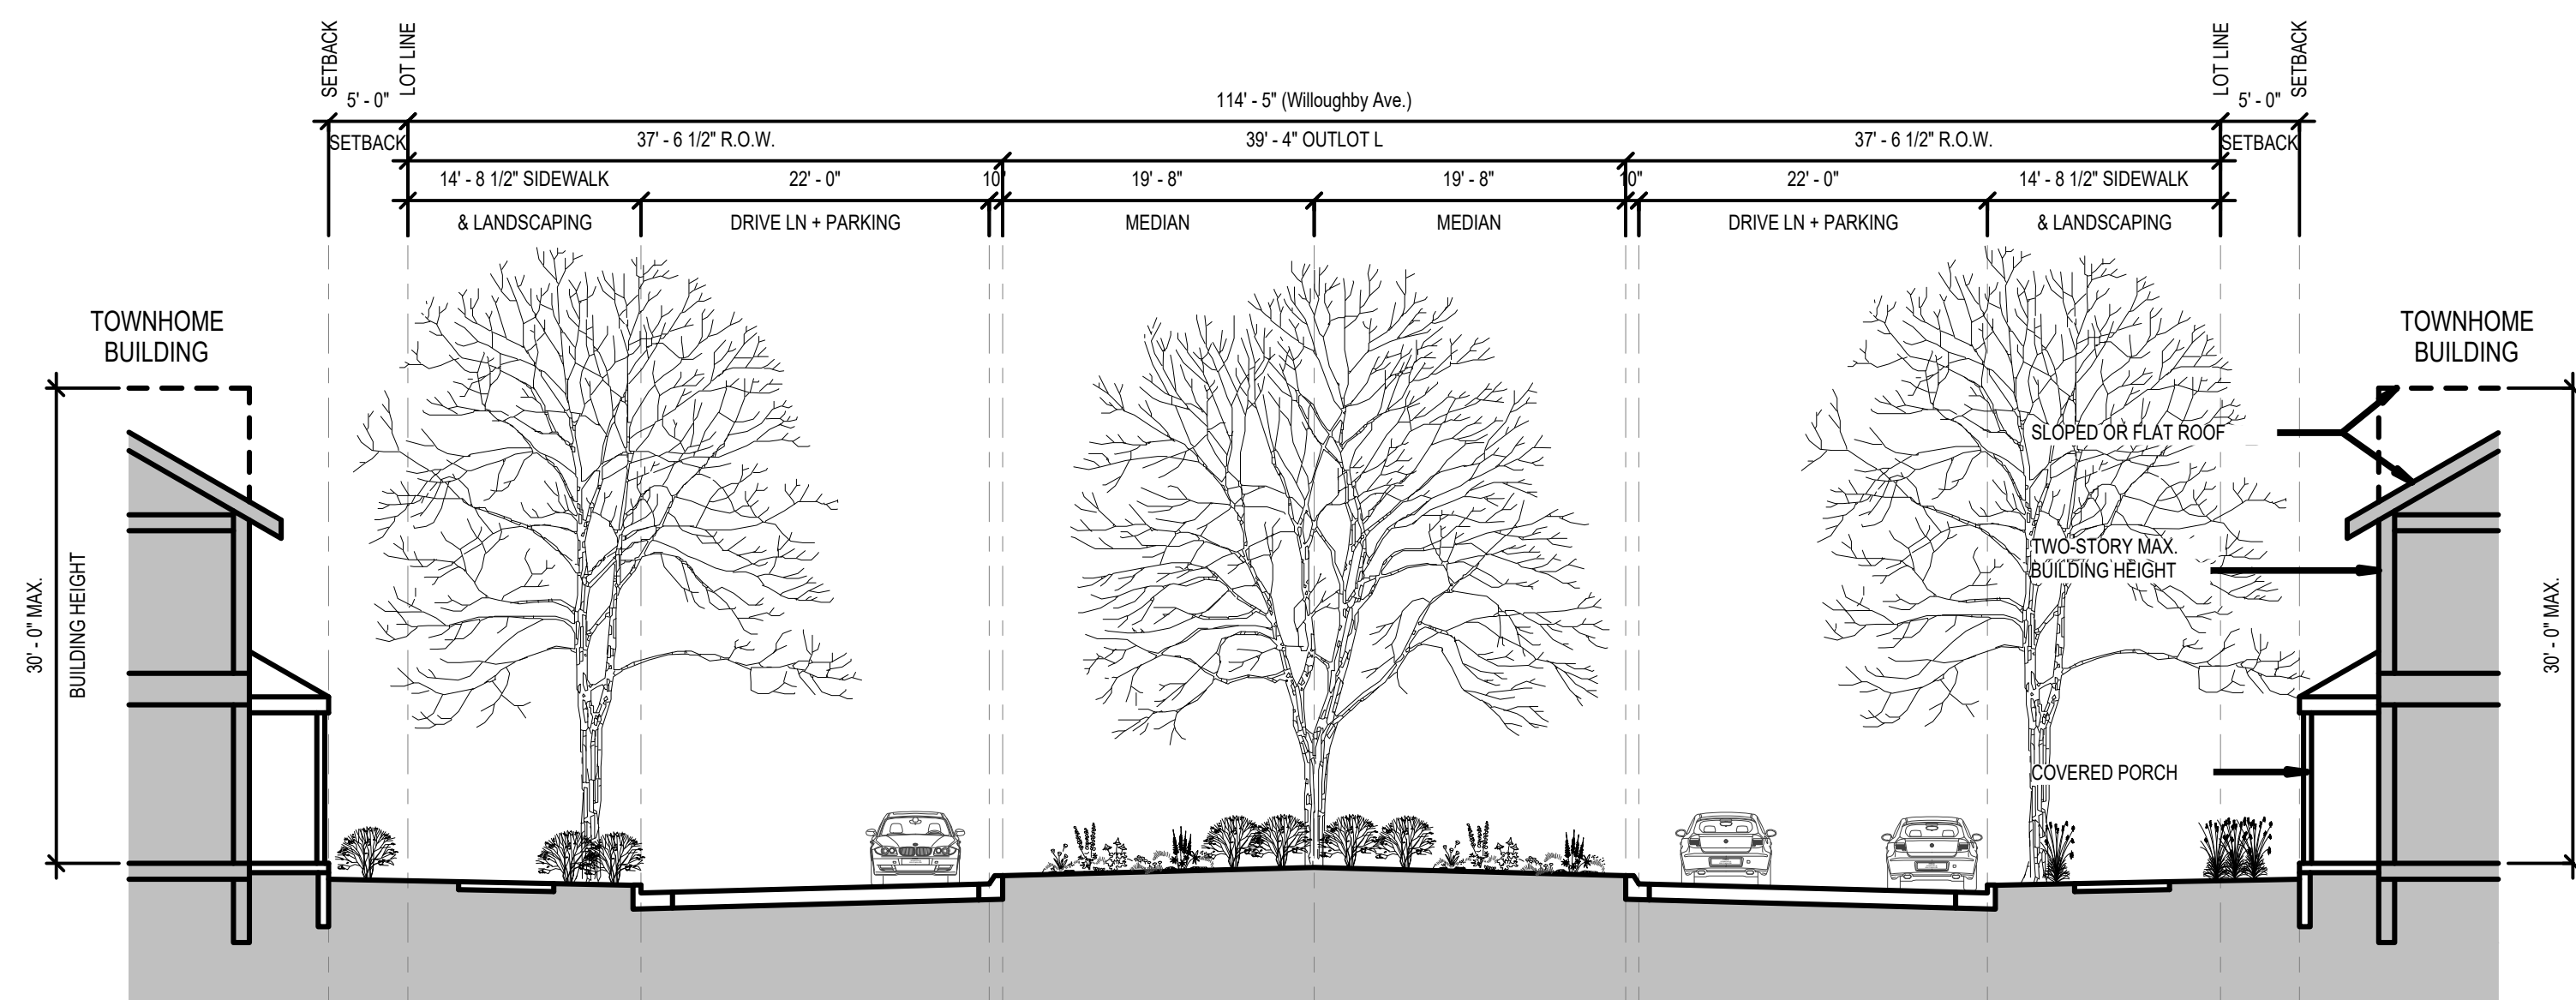 SETBACK
LOT LINE
LOT LINE
SETBACK
5' - 0"
114' - 5" (Willoughby Ave.)
5' - 0"
SETBACK
37' - 6 1/2" R.O.W.
39' - 4" OUTLOT L
37' - 6 1/2" R.O.W.
SETBACK
14' - 8 1/2" SIDEWALK
22' - 0"
10"
19' - 8"
19' - 8"
10"
22' - 0"
14' - 8 1/2" SIDEWALK
& LANDSCAPING
DRIVE LN + PARKING
MEDIAN
MEDIAN
DRIVE LN + PARKING
& LANDSCAPING
TOWNHOME
BUILDING
TOWNHOME
BUILDING
30' - 0" MAX.
BUILDING HEIGHT
SLOPED OR FLAT ROOF
TWO-STORY MAX.
BUILDING HEIGHT
COVERED PORCH
30' - 0" MAX.